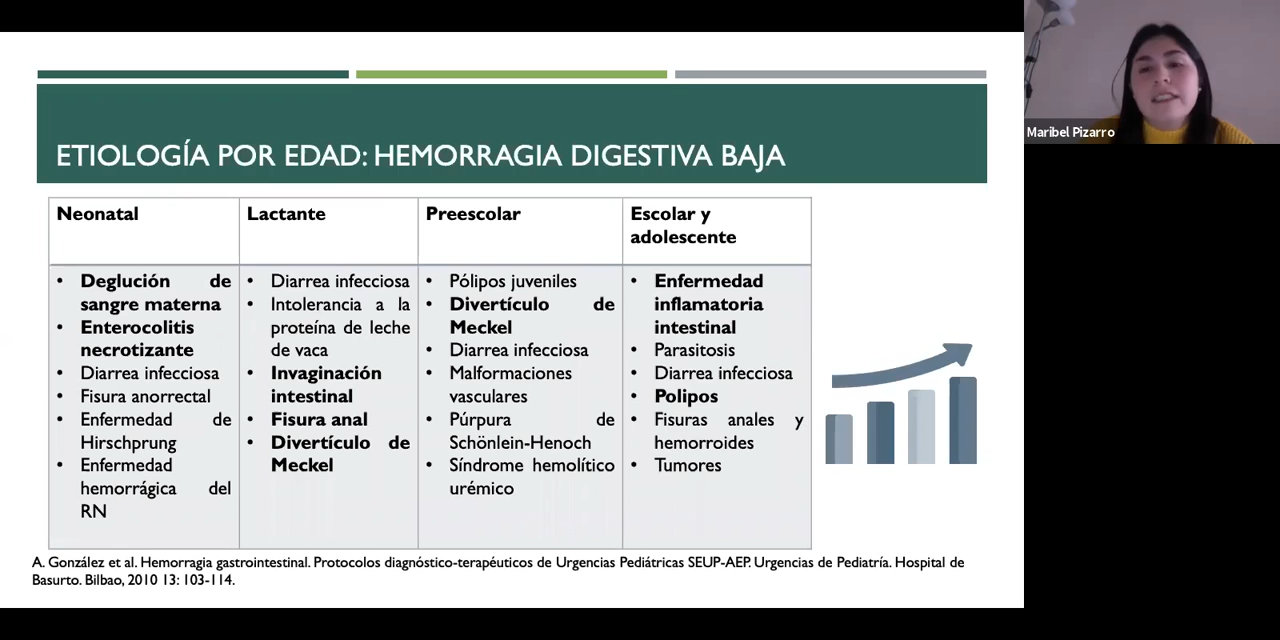 ETIOLOGÍA POR EDAD: HEMORRAGIA DIGESTIVA BAJA
Neonatal
Deglución de
sangre materna
Enterocolitis
necrotizante
Diarrea infecciosa
Fisura anorrectal
Enfermedad de
Hirschprung
Enfermedad
hemorrágica del
RN
Lactante
Diarrea infecciosa
Intolerancia a la
proteína de leche
de vaca
Invaginación
intestinal
Fisura anal
Divertículo de
Meckel
Preescolar
Pólipos juveniles
Divertículo de
Meckel
Diarrea infecciosa
Malformaciones
vasculares
Púrpura de
Schönlein-Henoch
Síndrome hemolítico
urémico
Escolar y
adolescente
Enfermedad
inflamatoria
intestinal
Parasitosis
Diarrea infecciosa
Polipos
Fisuras anales y
hemorroides
Tumores
A. González et al. Hemorragia gastrointestinal. Protocolos diagnóstico-terapéuticos de Urgencias Pediátricas SEUP-AEP. Urgencias de Pediatría. Hospital de
Basurto. Bilbao, 2010 13: 103-114.
Maribel Pizarro